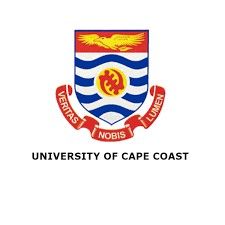 VERITAS NOBIS LUMEN
UNIVERSITY OF CAPE COAST